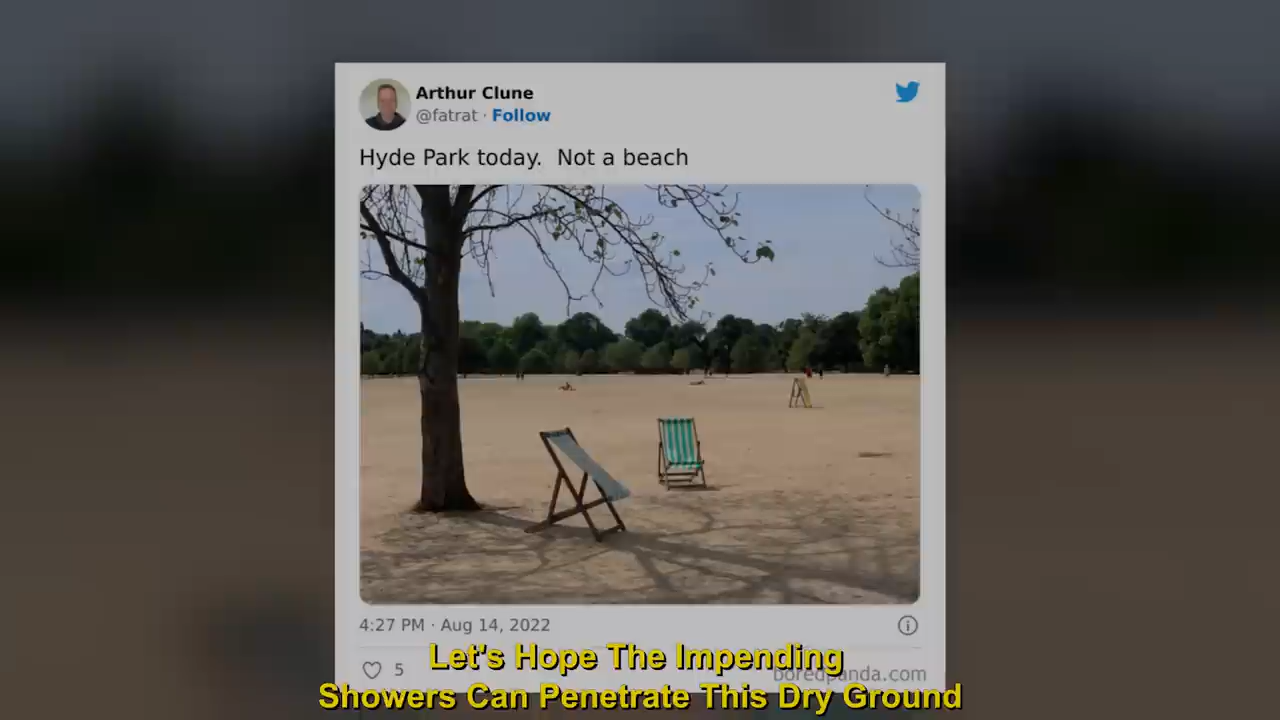 Arthur Clune
@fatrat · Follow
Hyde Park today. Not a beach
4:27 PM · Aug 14, 2022
5
boredpanda.com
Let's Hope The Impending
Showers Can Penetrate This Dry Ground